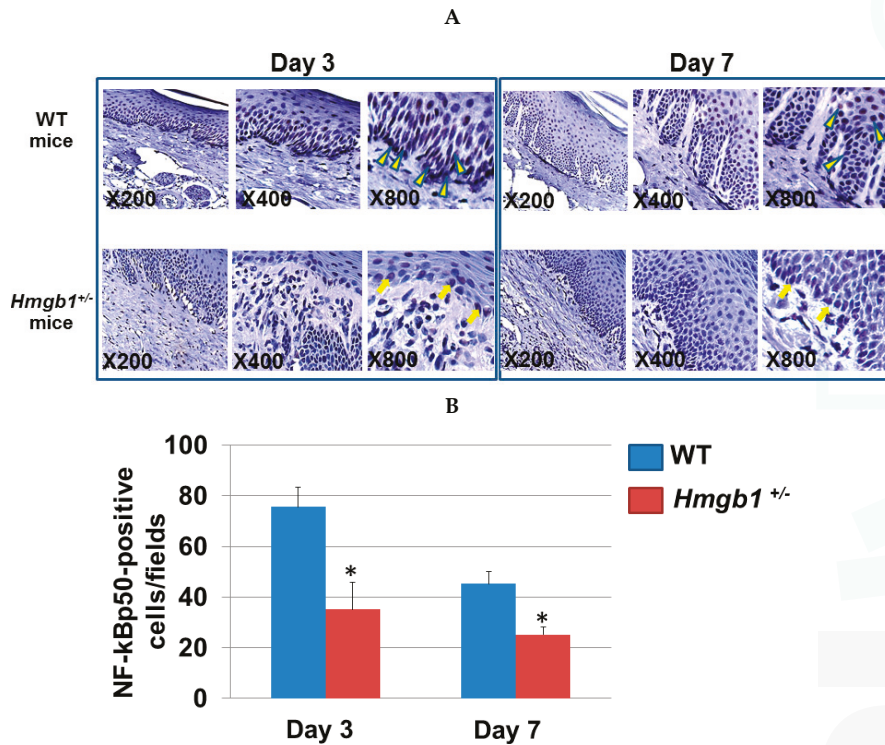 A
Day 3 Day 7
WT
mice
X200 X400 X800 X200 X400 X800
Hmgb1+/-
mice
X200 X400 X800 X200 X400 X800
B
100
80
60
40
20
0
NF-kBp50-positive
cells/fields
* *
Day 3 Day 7
WT
Hmgb1 +/-